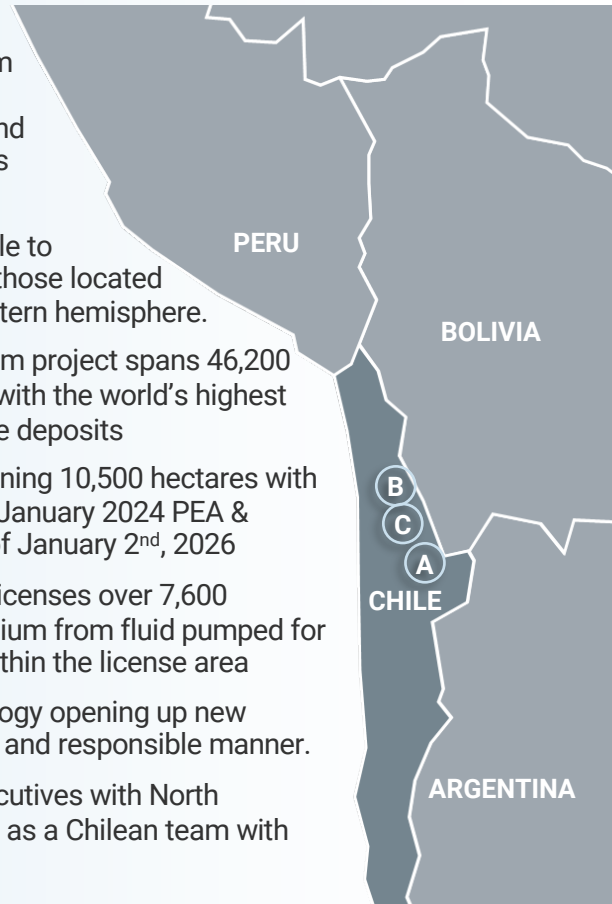 m
nd
s
le to
those located
tern hemisphere.
m project spans 46,200
with the world's highest
e deposits
ning 10,500 hectares with
January 2024 PEA &
f January 2nd, 2026
icenses over 7,600
ium from fluid pumped for
thin the license area
ogy opening up new
and responsible manner.
cutives with North
as a Chilean team with
PERU
BOLIVIA
B
C
A
CHILE
ARGENTINA